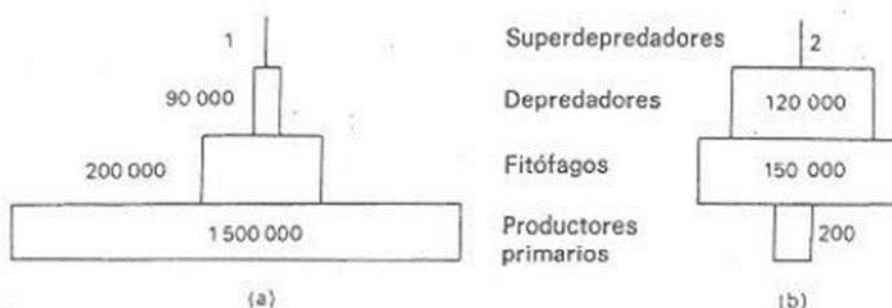 1
Superdepredadores
2
90 000
Depredadores
120 000
200 000
Fitófagos
150 000
1 500 000
Productores
primarios
200
(a)
(b)